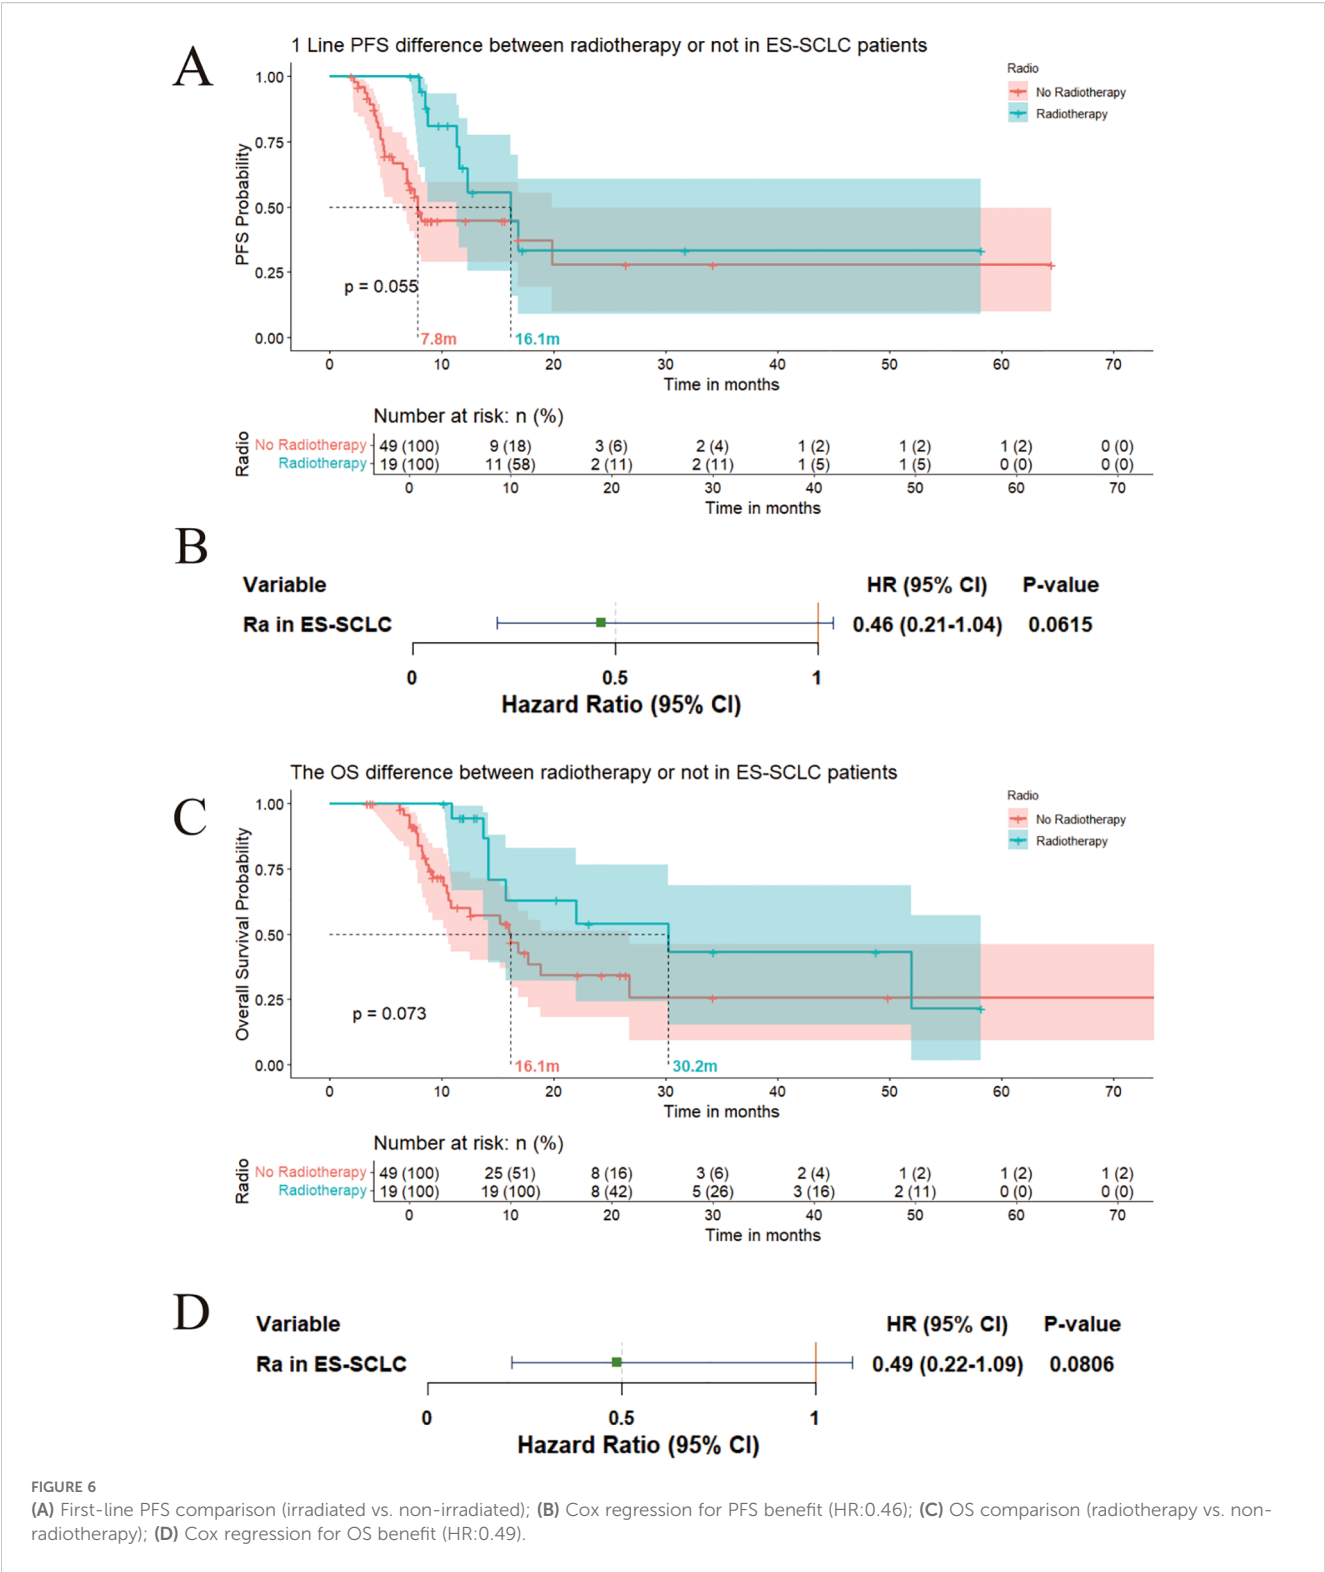 A
1 Line PFS difference between radiotherapy or not in ES-SCLC patients
Radio
No Radiotherapy
Radiotherapy
PFS Probability
1.00
0.75
0.50
0.25
0.00
p = 0.055
7.8m
16.1m
0 10 20 30 40 50 60 70
Time in months
Number at risk: n (%)
Radio
No Radiotherapy 49 (100) 9 (18) 3 (6) 2 (4) 1 (2) 1 (2) 1 (2) 0 (0)
Radiotherapy 19 (100) 11 (58) 2 (11) 2 (11) 1 (5) 1 (5) 0 (0) 0 (0)
0 10 20 30 40 50 60 70
Time in months
B
Variable HR (95% CI) P-value
Ra in ES-SCLC 0.46 (0.21-1.04) 0.0615
0 0.5 1
Hazard Ratio (95% CI)
C
The OS difference between radiotherapy or not in ES-SCLC patients
Radio
No Radiotherapy
Radiotherapy
Overall Survival Probability
1.00
0.75
0.50
0.25
0.00
p = 0.073
16.1m
30.2m
0 10 20 30 40 50 60 70
Time in months
Number at risk: n (%)
Radio
No Radiotherapy 49 (100) 25 (51) 8 (16) 3 (6) 2 (4) 1 (2) 1 (2) 1 (2)
Radiotherapy 19 (100) 19 (100) 8 (42) 5 (26) 3 (16) 2 (11) 0 (0) 0 (0)
0 10 20 30 40 50 60 70
Time in months
D
Variable HR (95% CI) P-value
Ra in ES-SCLC 0.49 (0.22-1.09) 0.0806
0 0.5 1
Hazard Ratio (95% CI)
FIGURE 6
(A) First-line PFS comparison (irradiated vs. non-irradiated); (B) Cox regression for PFS benefit (HR:0.46); (C) OS comparison (radiotherapy vs. non-
radiotherapy); (D) Cox regression for OS benefit (HR:0.49).